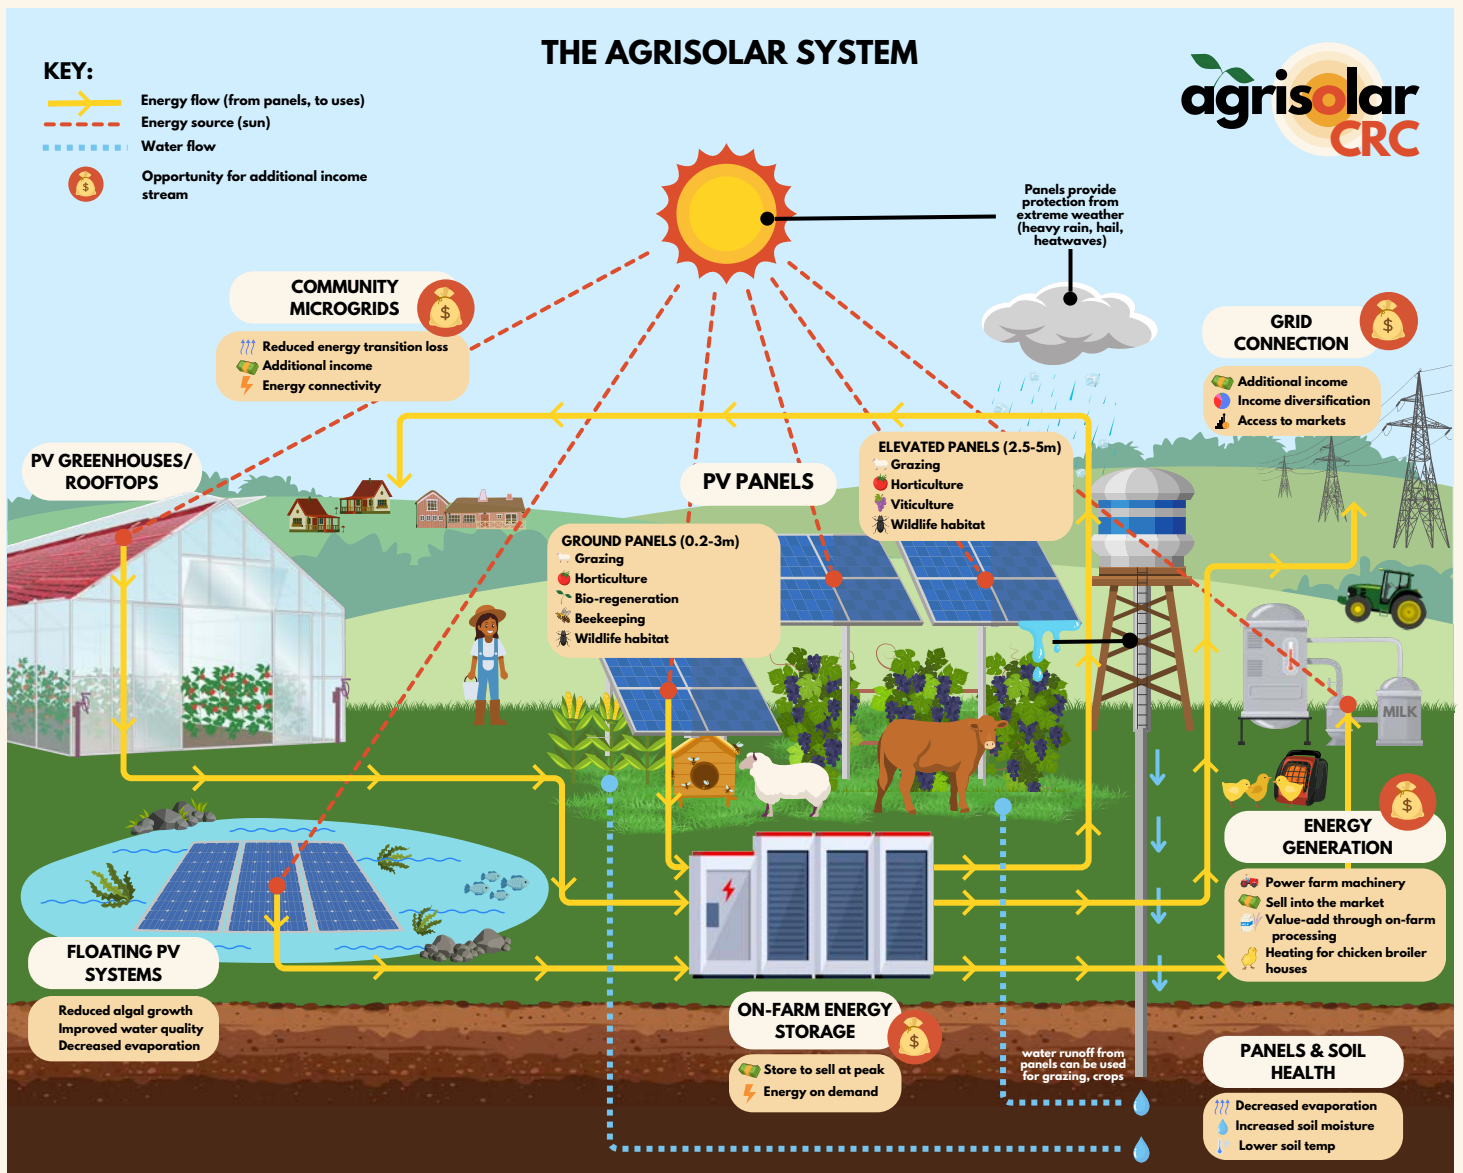 THE AGRISOLAR SYSTEM
KEY:
Energy flow (from panels, to uses)
Energy source (sun)
Water flow
Opportunity for additional income
stream
agrisolar
CRC
Panels provide
protection from
extreme weather
(heavy rain, hail,
heatwaves)
COMMUNITY
MICROGRIDS
$
Reduced energy transition loss
Additional income
Energy connectivity
GRID
CONNECTION
$
Additional income
Income diversification
Access to markets
PV GREENHOUSES/
ROOFTOPS
PV PANELS
ELEVATED PANELS (2.5-5m)
Grazing
Horticulture
Viticulture
Wildlife habitat
GROUND PANELS (0.2-3m)
Grazing
Horticulture
Bio-regeneration
Beekeeping
Wildlife habitat
MILK
ENERGY
GENERATION
$
Power farm machinery
Sell into the market
Value-add through on-farm
processing
Heating for chicken broiler
houses
FLOATING PV
SYSTEMS
Reduced algal growth
Improved water quality
Decreased evaporation
ON-FARM ENERGY
STORAGE
$
Store to sell at peak
Energy on demand
water runoff from
panels can be used
for grazing, crops
PANELS & SOIL
HEALTH
Decreased evaporation
Increased soil moisture
Lower soil temp